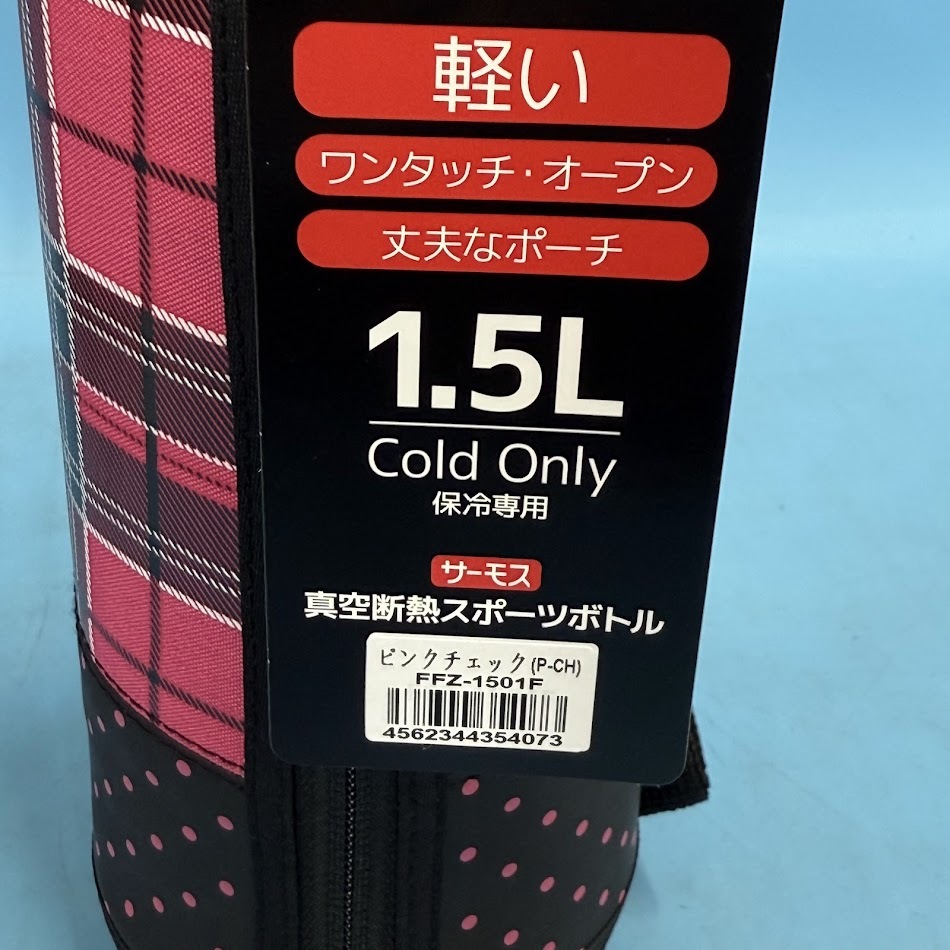 軽い
ワンタッチ・オープン
丈夫なポーチ
1.5L
Cold Only
保冷専用
サーモス
真空断熱スポーツボトル
ピンクチェック(P-CH)
FFZ-1501F
4562344354073